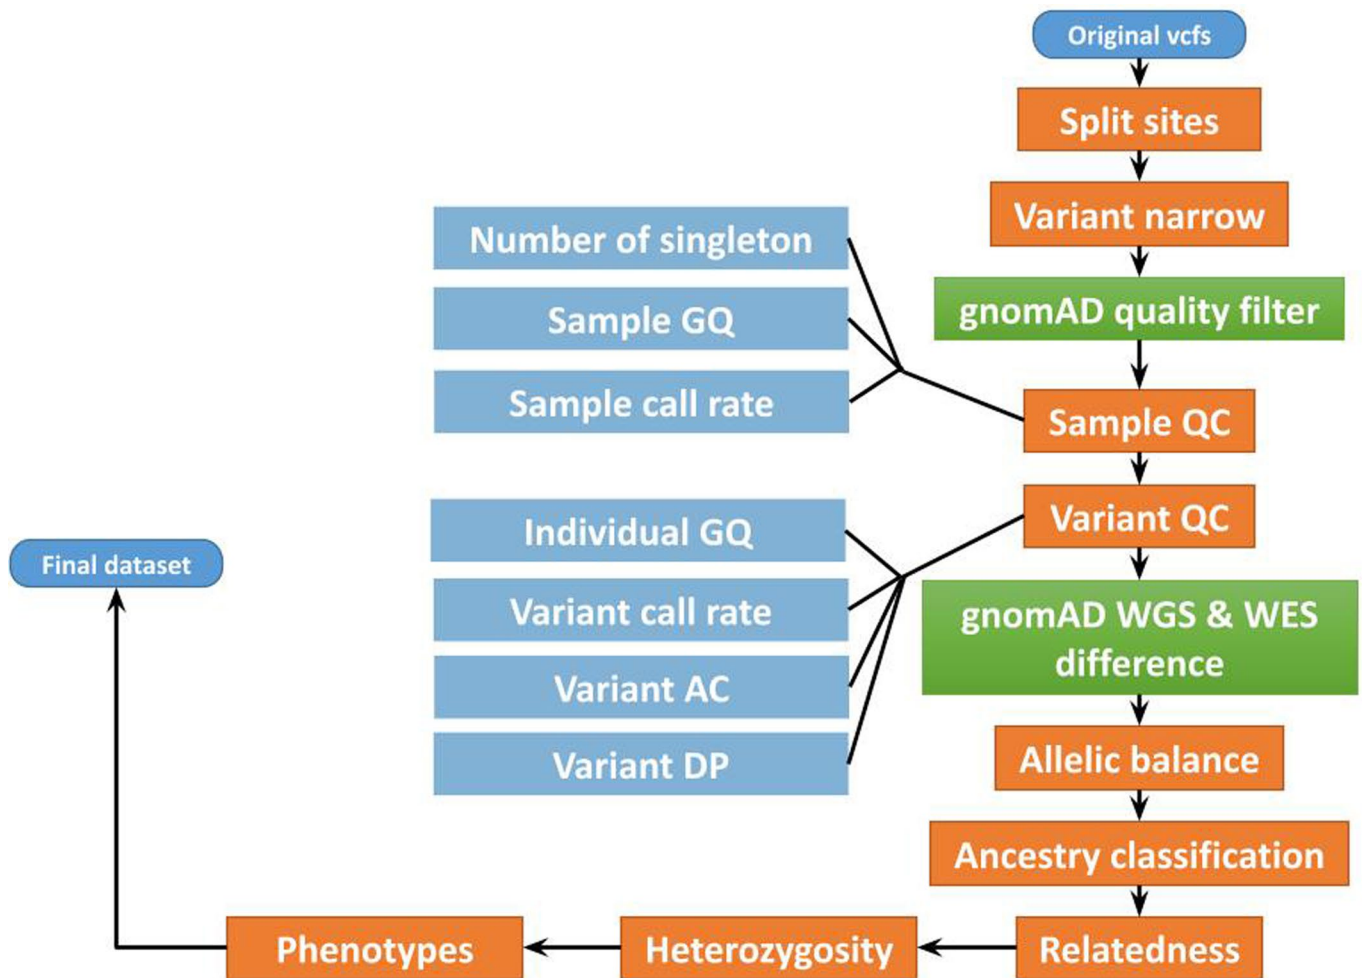 Original vcfs
Split sites
Variant narrow
gnomAD quality filter
Number of singleton
Sample GQ
Sample call rate
Sample QC
Variant QC
Individual GQ
Variant call rate
Variant AC
Variant DP
gnomAD WGS & WES
difference
Allelic balance
Ancestry classification
Relatedness
Heterozygosity
Phenotypes
Final dataset